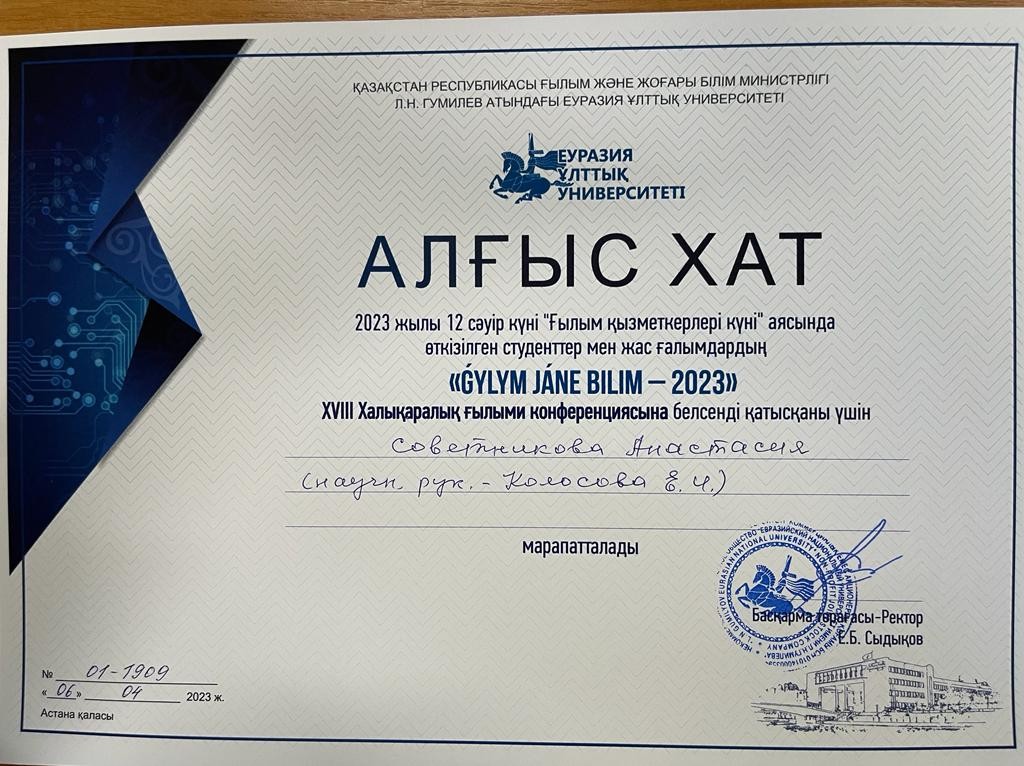 ҚАЗАҚСТАН РЕСПУБЛИКАСЫ ҒЫЛЫМ ЖӘНЕ ЖОҒАРЫ БІЛІМ МИНИСТРЛІГІ
Л.Н. ГУМИЛЕВ АТЫНДАҒЫ ЕУРАЗИЯ ҰЛТТЫҚ УНИВЕРСИТЕТІ
ЕУРАЗИЯ
ҰЛТТЫҚ
УНИВЕРСИТЕТІ
АЛҒЫС ХАТ
2023 жылы 12 сәуір күні "Ғылым қызметкерлері күні" аясында
өткізілген студенттер мен жас ғалымдардың
«ǴYLYM JÁNE BILIM – 2023»
XVIII Халықаралық ғылыми конференциясына белсенді қатысқаны үшін
Советникова Анастасия
(научн. рук. - Колосова Е.И.)
марапатталады
Басқарма төрағасы-Ректор
Е.Б. Сыдықов
№ 01-1909
«06» 04 2023 ж.
Астана қаласы